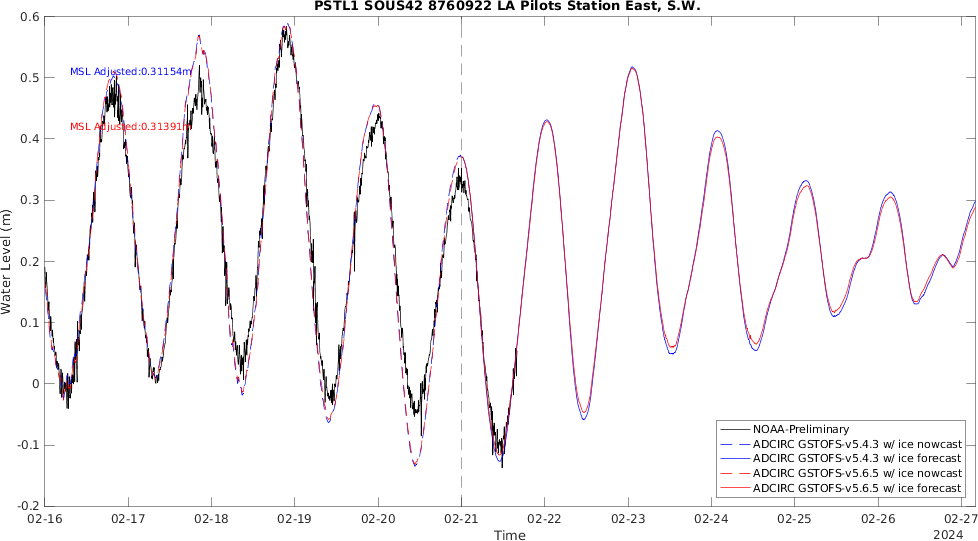 PSTL1 SOUS42 8760922 LA Pilots Station East, S.W.
Water Level (m)
0.6
0.5
0.4
0.3
0.2
0.1
0
-0.1
-0.2
MSL Adjusted:0.31154m
MSL Adjusted:0.31391m
NOAA-Preliminary
ADCIRC GSTOFS-v5.4.3 w/ ice nowcast
ADCIRC GSTOFS-v5.4.3 w/ ice forecast
ADCIRC GSTOFS-v5.6.5 w/ ice nowcast
ADCIRC GSTOFS-v5.6.5 w/ ice forecast
02-16 02-17 02-18 02-19 02-20 02-21 02-22 02-23 02-24 02-25 02-26 02-27
Time
2024